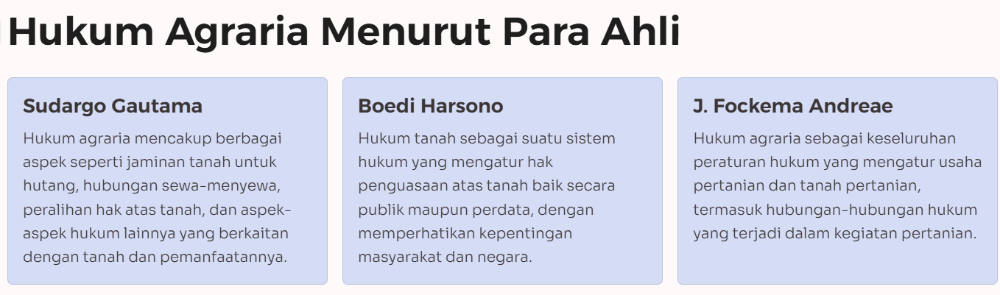 Hukum Agraria Menurut Para Ahli
Sudargo Gautama
Hukum agraria mencakup berbagai
aspek seperti jaminan tanah untuk
hutang, hubungan sewa-menyewa,
peralihan hak atas tanah, dan aspek-
aspek hukum lainnya yang berkaitan
dengan tanah dan pemanfaatannya.
Boedi Harsono
Hukum tanah sebagai suatu sistem
hukum yang mengatur hak
penguasaan atas tanah baik secara
publik maupun perdata, dengan
memperhatikan kepentingan
masyarakat dan negara.
J. Fockema Andreae
Hukum agraria sebagai keseluruhan
peraturan hukum yang mengatur usaha
pertanian dan tanah pertanian,
termasuk hubungan-hubungan hukum
yang terjadi dalam kegiatan pertanian.